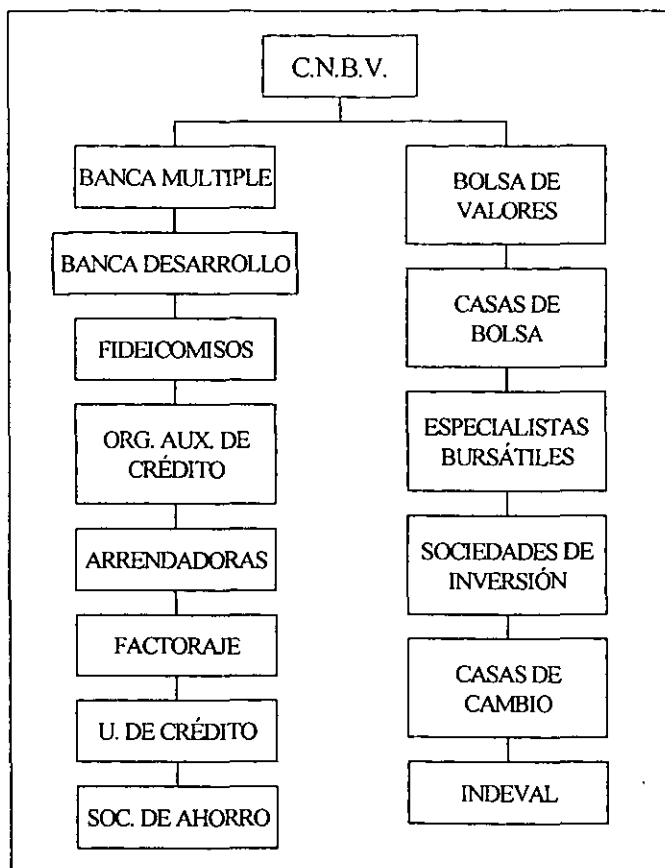 C.N.B.V.
BANCA MULTIPLE
BANCA DESARROLLO
FIDEICOMISOS
ORG. AUX. DE
CRÉDITO
ARRENDADORAS
FACTORAJE
U. DE CRÉDITO
SOC. DE AHORRO
BOLSA DE
VALORES
CASAS DE
BOLSA
ESPECIALISTAS
BURSÁTILES
SOCIEDADES DE
INVERSIÓN
CASAS DE
CAMBIO
INDEVAL